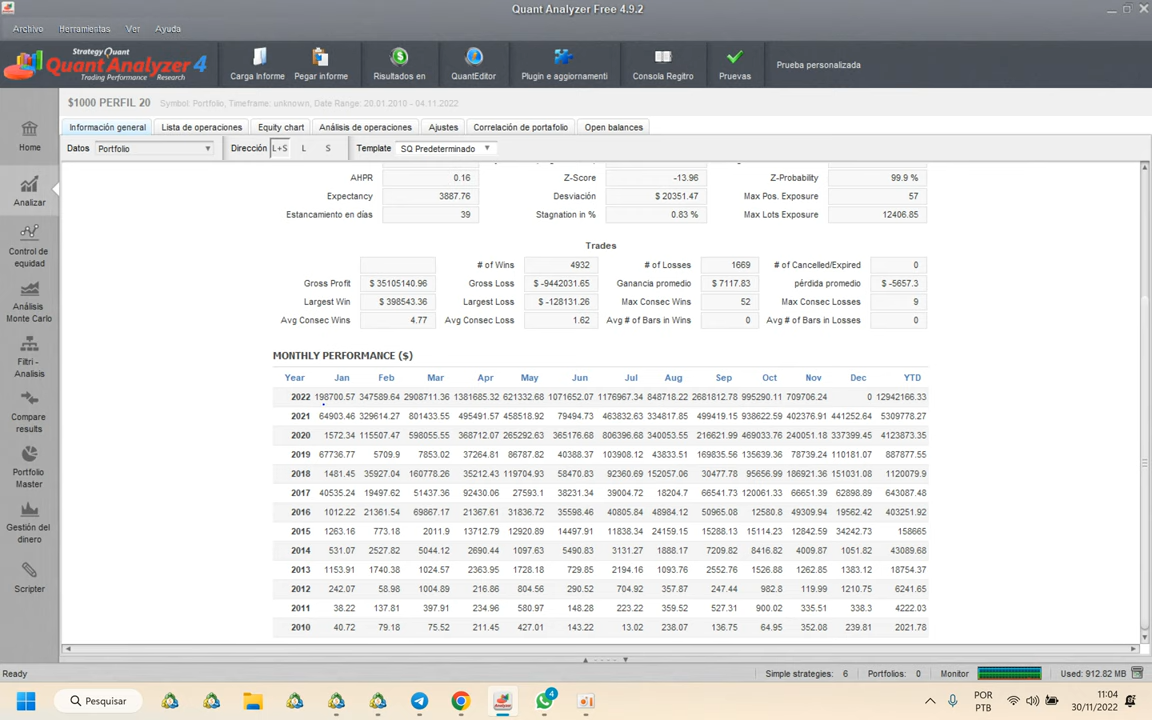 Quant Analyzer Free 4.9.2
Archivo Herramientas Ver Ayuda
StrategyQuant
QuantAnalyzer 4
Trading Performance Research
Carga Informe Pegar informe Risultados en QuantEditor Plugin e aggiornamenti Consola Regitro Pruevas Prueba personalizada
$1000 PERFIL 20 Symbol: Portfolio, Timeframe: unknown, Date Range: 20.01.2010 - 04.11.2022
Información general Lista de operaciones Equity chart Análisis de operaciones Ajustes Correlación de portafolio Open balances
Datos Portfolio Dirección L+S L S Template SQ Predeterminado
Home
Analizar
Control de equidad
Análisis Monte Carlo
Filtri - Analisis
Compare results
Portfolio Master
Gestión del dinero
Scripter
AHPR 0.16 Z-Score -13.96 Z-Probability 99.9 %
Expectancy 3887.76 Desviación $ 20351.47 Max Pos. Exposure 57
Estancamiento en días 39 Stagnation in % 0.83 % Max Lots Exposure 12406.85
Trades
# of Wins 4932 # of Losses 1669 # of Cancelled/Expired 0
Gross Profit $ 35105140.96 Gross Loss $ -9442031.65 Ganancia promedio $ 7117.83 pérdida promedio $ -5657.3
Largest Win $ 398543.36 Largest Loss $ -128131.26 Max Consec Wins 52 Max Consec Losses 9
Avg Consec Wins 4.77 Avg Consec Loss 1.62 Avg # of Bars in Wins 0 Avg # of Bars in Losses 0
MONTHLY PERFORMANCE ($)
Year Jan Feb Mar Apr May Jun Jul Aug Sep Oct Nov Dec YTD
2022 198700.57 347589.64 2908711.36 1381685.32 621332.68 1071652.07 1176967.34 848718.22 2681812.78 995290.11 709706.24 0 12942166.33
2021 64903.46 329614.27 801433.55 495491.57 458518.92 79494.73 463832.63 334817.85 499419.15 938622.59 402376.91 441252.64 5309778.27
2020 1572.34 115507.47 598055.55 368712.07 265292.63 365176.68 806396.68 340053.55 216621.99 469033.76 240051.18 337399.45 4123873.35
2019 67736.77 5709.9 7853.02 37264.81 86787.82 40388.37 103908.12 43833.51 169835.56 135639.36 78739.24 110181.07 887877.55
2018 1481.45 35927.04 160778.26 35212.43 119704.93 58470.83 92360.69 152057.06 30477.78 95656.99 186921.36 151031.08 1120079.9
2017 40535.24 19497.62 51437.36 92430.06 27593.1 38231.34 39004.72 18204.7 66541.73 120061.33 66651.39 62898.89 643087.48
2016 1012.22 21361.54 69867.17 21367.61 31836.72 35598.46 40805.84 48984.12 50965.08 12580.8 49309.94 19562.42 403251.92
2015 1263.16 773.18 2011.9 13712.79 12920.89 14497.91 11838.34 24159.15 15288.13 15114.23 12842.59 34242.73 158665
2014 531.07 2527.82 5044.12 2690.44 1097.63 5490.83 3131.27 1888.17 7209.82 8416.82 4009.87 1051.82 43089.68
2013 1153.91 1740.38 1024.57 2363.95 1728.18 729.85 2194.16 1093.76 2552.76 1526.88 1262.85 1383.12 18754.37
2012 242.07 58.98 1004.89 216.86 804.56 290.52 704.92 357.87 247.44 982.8 119.99 1210.75 6241.65
2011 38.22 137.81 397.91 234.96 580.97 148.28 223.22 359.52 527.31 900.02 335.51 338.3 4222.03
2010 40.72 79.18 75.52 211.45 427.01 143.22 13.02 238.07 136.75 64.95 352.08 239.81 2021.78
Ready Simple strategies: 6 Portfolios: 0 Monitor Used: 912.82 MB
Pesquisar 4 POR 11:04
PTB 30/11/2022